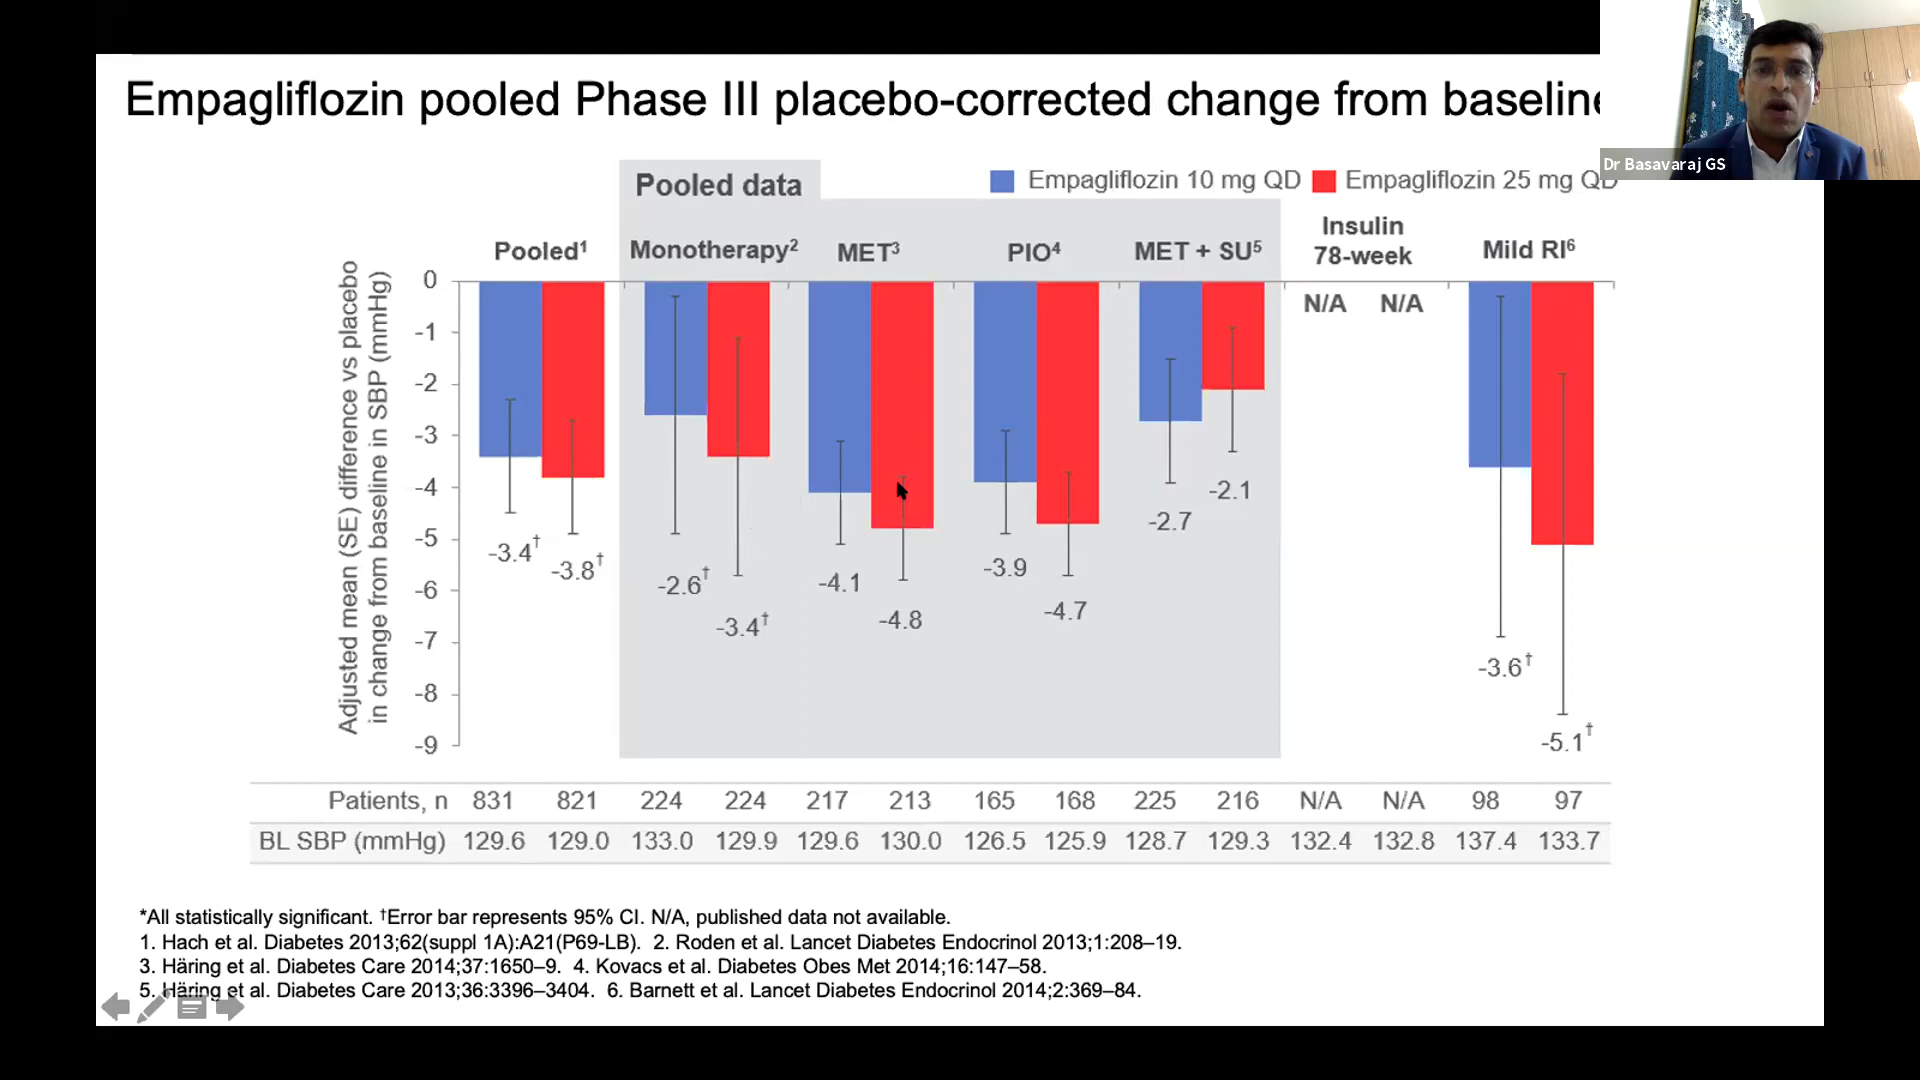 Empagliflozin pooled Phase III placebo-corrected change from baseline
Dr Basavaraj GS
Pooled data
Empagliflozin 10 mg QD
Empagliflozin 25 mg QD
Pooled¹
Monotherapy²
MET³
PIO⁴
MET + SU⁵
Insulin
78-week
Mild RI⁶
Adjusted mean (SE) difference vs placebo
in change from baseline in SBP (mmHg)
0
-1
-2
-3
-4
-5
-6
-7
-8
-9
N/A N/A
-3.4†
-3.8†
-2.6†
-3.4†
-4.1
-4.8
-3.9
-4.7
-2.7
-2.1
-3.6†
-5.1†
Patients, n 831 821 224 224 217 213 165 168 225 216 N/A N/A 98 97
BL SBP (mmHg) 129.6 129.0 133.0 129.9 129.6 130.0 126.5 125.9 128.7 129.3 132.4 132.8 137.4 133.7
*All statistically significant. †Error bar represents 95% CI. N/A, published data not available.
1. Hach et al. Diabetes 2013;62(suppl 1A):A21(P69-LB). 2. Roden et al. Lancet Diabetes Endocrinol 2013;1:208–19.
3. Häring et al. Diabetes Care 2014;37:1650–9. 4. Kovacs et al. Diabetes Obes Met 2014;16:147–58.
5. Häring et al. Diabetes Care 2013;36:3396–3404. 6. Barnett et al. Lancet Diabetes Endocrinol 2014;2:369–84.